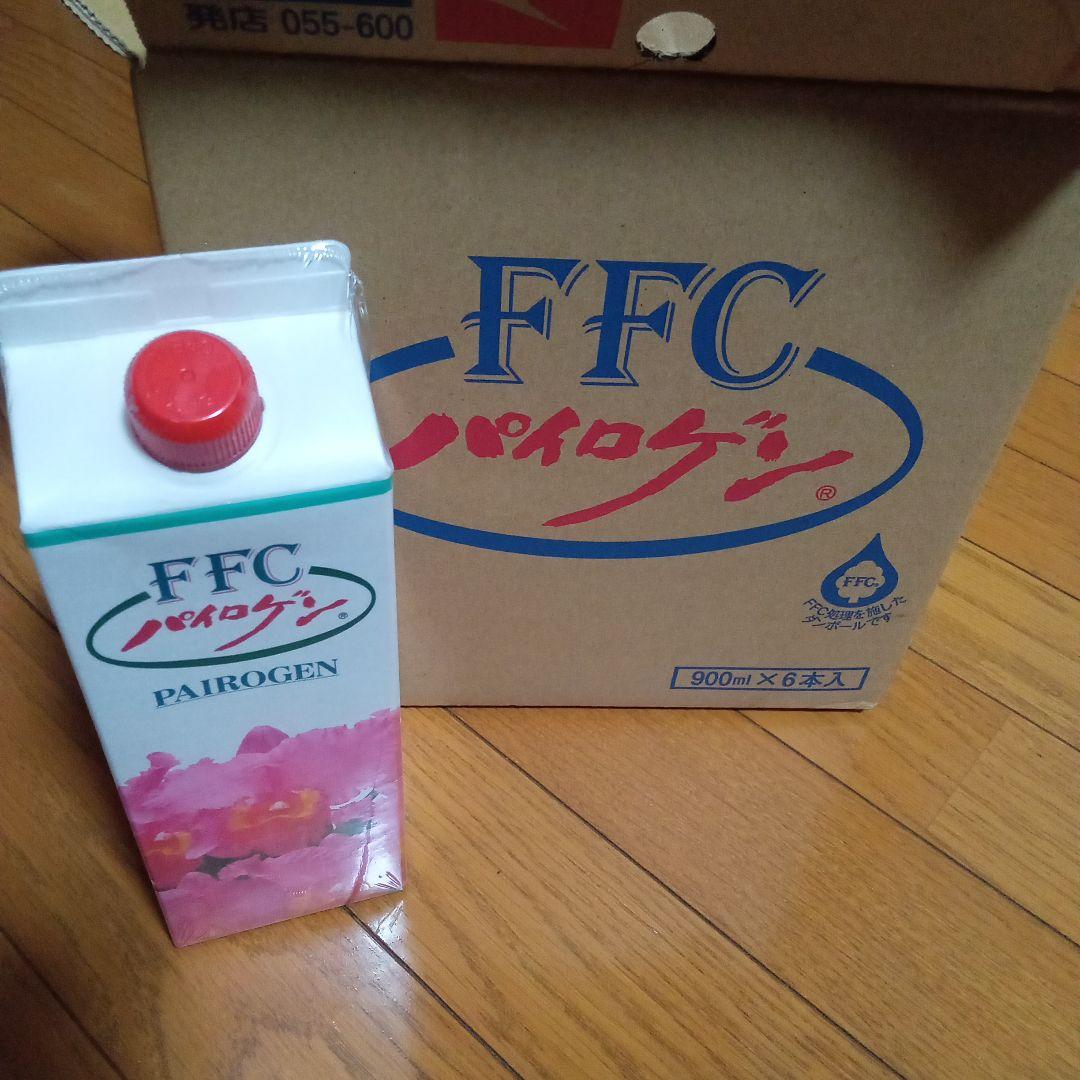 発店 055-600
FFC
パイロゲン®
FFC®
FFC処理を施した
ダンボールです
900ml×6本入
FFC
パイロゲン®
PAIROGEN